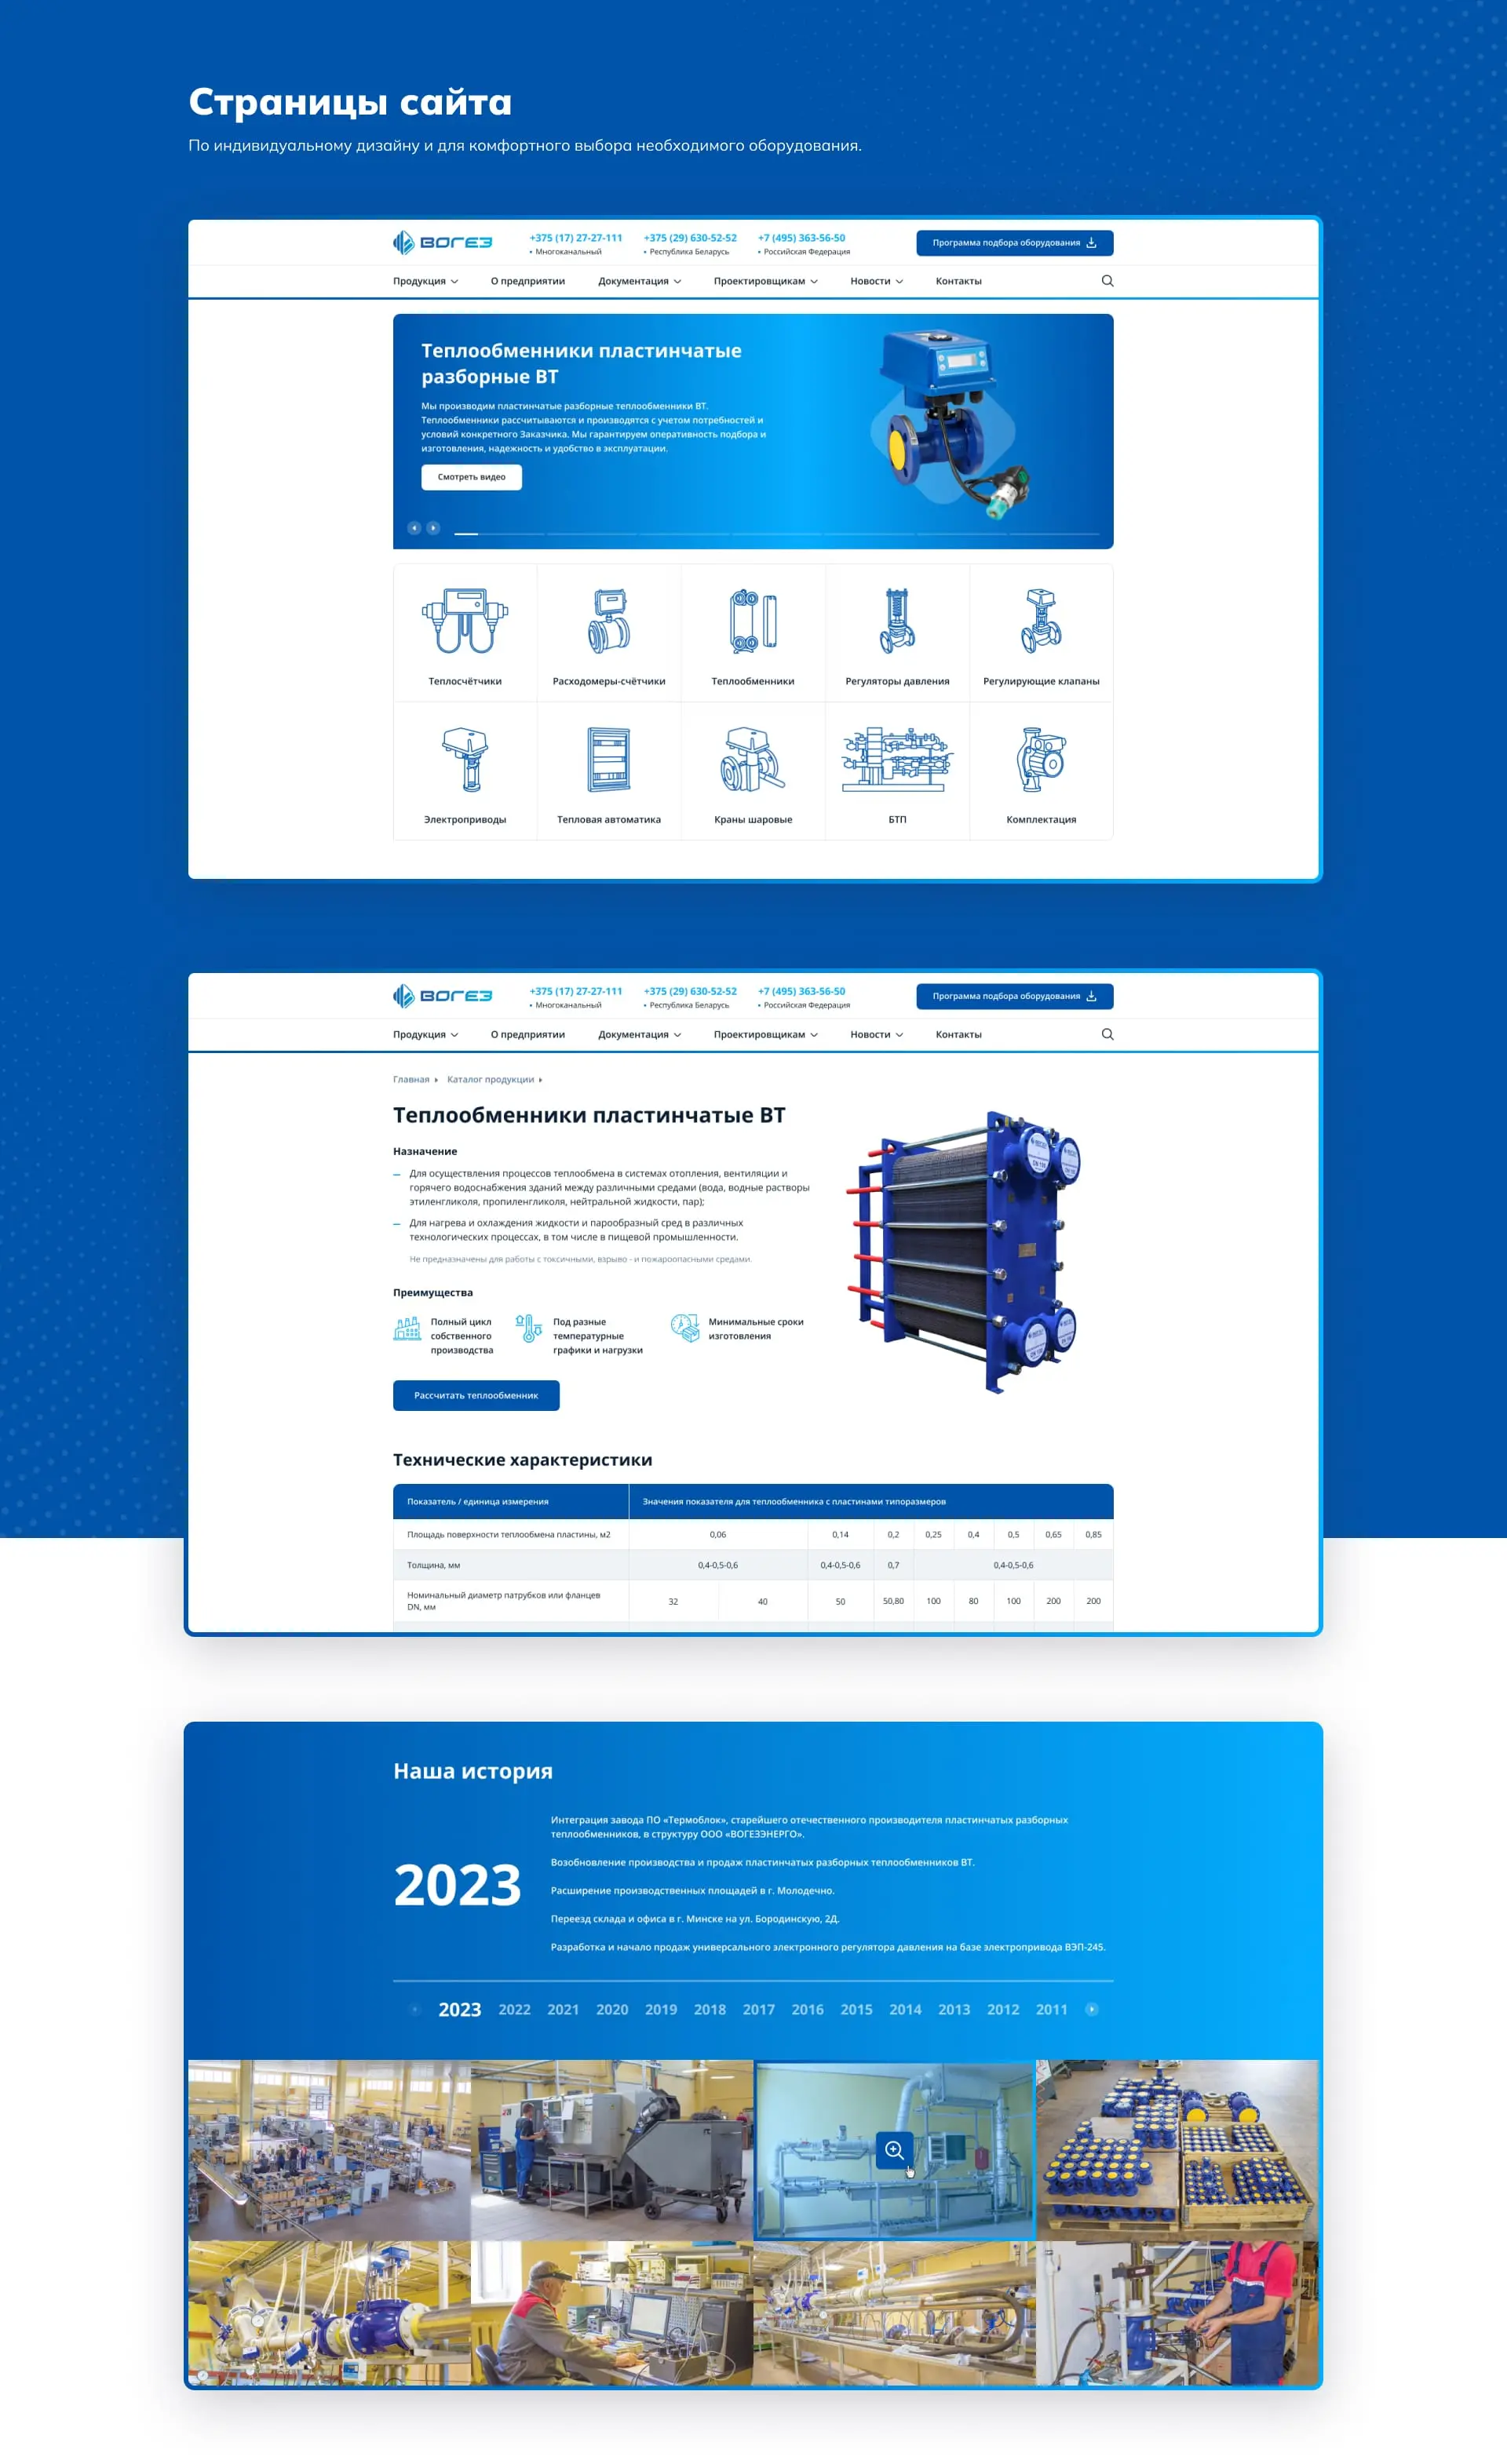 Страницы сайта
По индивидуальному дизайну и для комфортного выбора необходимого оборудования.
ВОГЕЗ
+375 (17) 27-27-111
Многоканальный
+375 (29) 630-52-52
Республика Беларусь
+7 (495) 363-56-50
Российская Федерация
Программа подбора оборудования
Продукция О предприятии Документация Проектировщикам Новости Контакты
Теплообменники пластинчатые
разборные ВТ
Мы производим пластинчатые разборные теплообменники ВТ.
Теплообменники рассчитываются и производятся с учетом потребностей и
условий конкретного Заказчика. Мы гарантируем оперативность подбора и
изготовления, надежность и удобство в эксплуатации.
Смотреть видео
Теплосчётчики Расходомеры-счётчики Теплообменники Регуляторы давления Регулирующие клапаны
Электроприводы Тепловая автоматика Краны шаровые БТП Комплектация
ВОГЕЗ
+375 (17) 27-27-111
Многоканальный
+375 (29) 630-52-52
Республика Беларусь
+7 (495) 363-56-50
Российская Федерация
Программа подбора оборудования
Продукция О предприятии Документация Проектировщикам Новости Контакты
Главная Каталог продукции
Теплообменники пластинчатые ВТ
Назначение
Для осуществления процессов теплообмена в системах отопления, вентиляции и
горячего водоснабжения зданий между различными средами (вода, водные растворы
этиленгликоля, пропиленгликоля, нейтральной жидкости, пар);
Для нагрева и охлаждения жидкости и парообразный сред в различных
технологических процессах, в том числе в пищевой промышленности.
Не предназначены для работы с токсичными, взрыво - и пожароопасными средами.
Преимущества
Полный цикл
собственного
производства
Под разные
температурные
графики и нагрузки
Минимальные сроки
изготовления
Рассчитать теплообменник
Технические характеристики
Показатель / единица измерения Значения показателя для теплообменника с пластинами типоразмеров
Площадь поверхности теплообмена пластины, м2 0,06 0,14 0,2 0,25 0,4 0,5 0,65 0,85
Толщина, мм 0,4-0,5-0,6 0,4-0,5-0,6 0,7 0,4-0,5-0,6
Номинальный диаметр патрубков или фланцев
DN, мм
32 40 50 50,80 100 80 100 200 200
Наша история
2023
Интеграция завода ПО «Термоблок», старейшего отечественного производителя пластинчатых разборных
теплообменников, в структуру ООО «ВОГЕЗЭНЕРГО».
Возобновление производства и продаж пластинчатых разборных теплообменников ВТ.
Расширение производственных площадей в г. Молодечно.
Переезд склада и офиса в г. Минске на ул. Бородинскую, 2Д.
Разработка и начало продаж универсального электронного регулятора давления на базе электропривода ВЭП-245.
2023 2022 2021 2020 2019 2018 2017 2016 2015 2014 2013 2012 2011